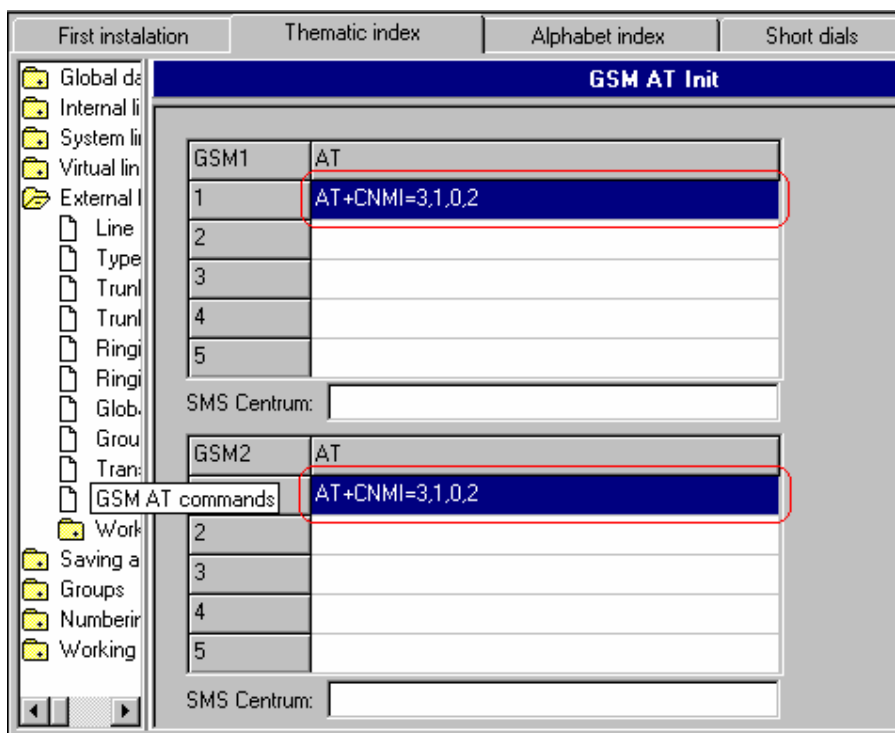 First instalation
Thematic index
Alphabet index
Short dials
Global da
Internal li
System lin
Virtual lin
External l
Line
Type
Trunl
Trunl
Ringi
Ringi
Globa
Grou
Trans
GSM AT commands
Work
Saving a
Groups
Numberin
Working
GSM AT Init
GSM1 AT
1 AT+CNMI=3,1,0,2
2
3
4
5
SMS Centrum:
GSM2 AT
AT+CNMI=3,1,0,2
2
3
4
5
SMS Centrum: